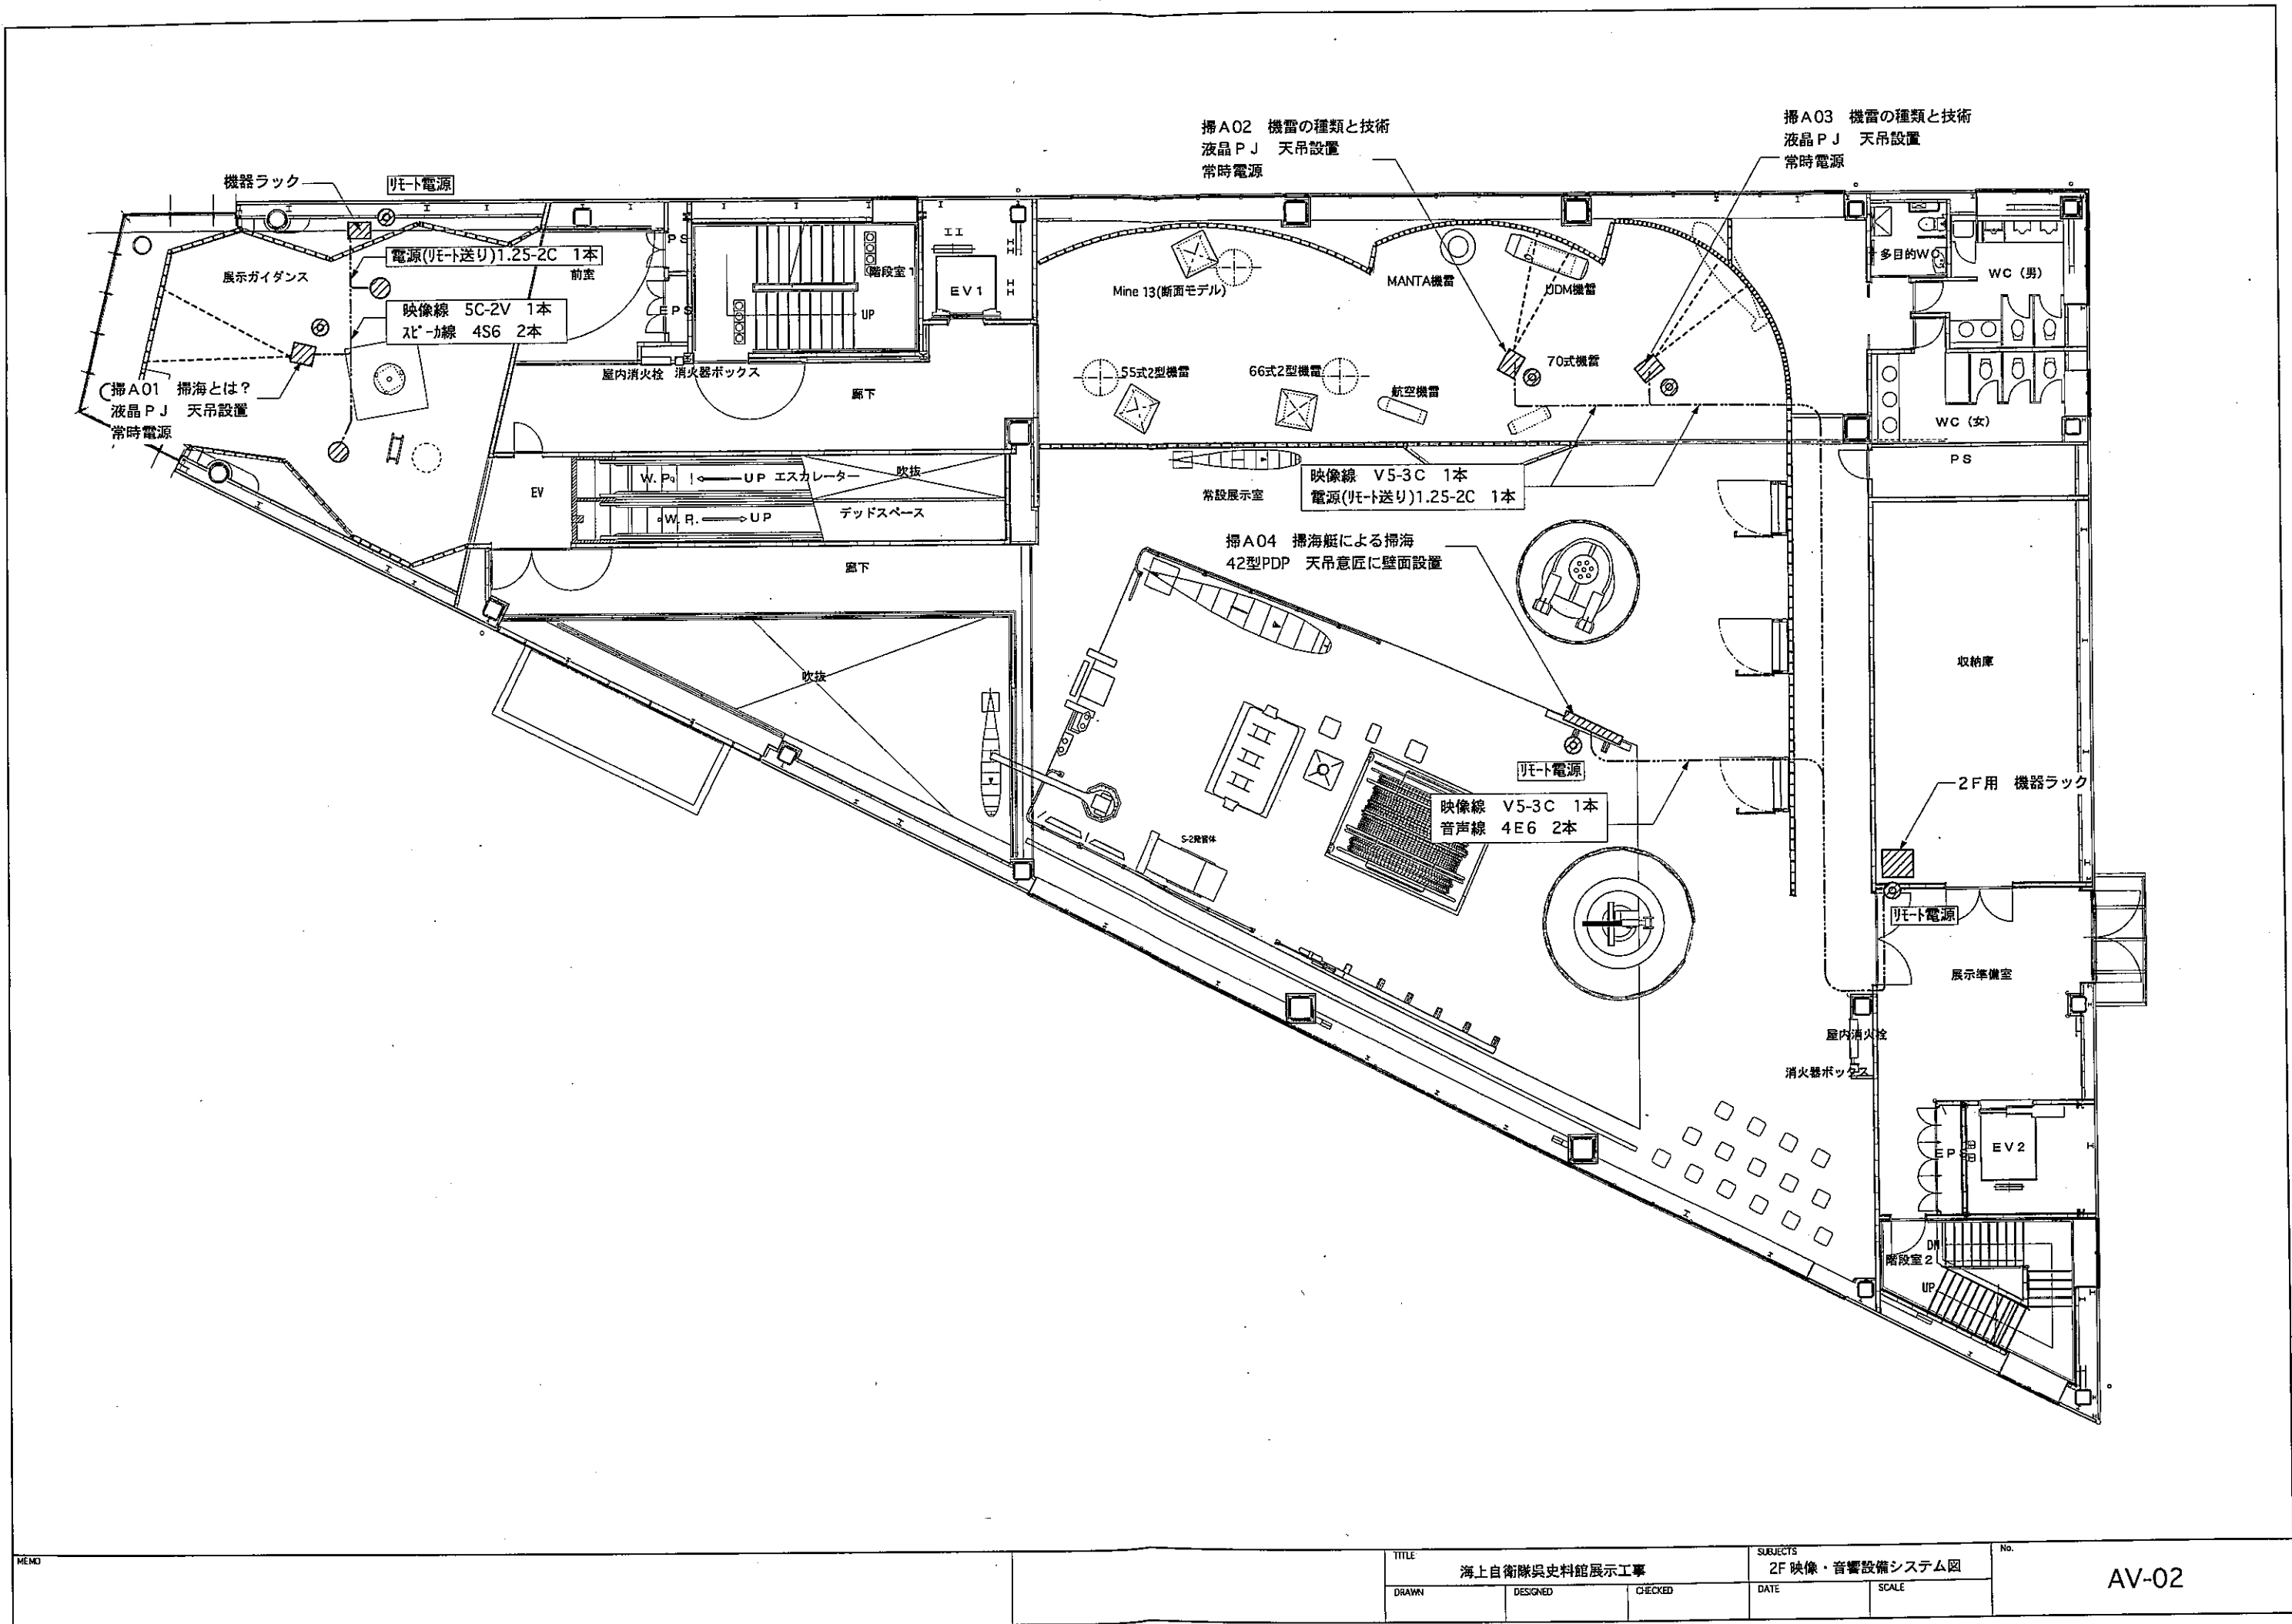 掃A02 機雷の種類と技術
液晶PJ 天吊設置
常時電源
掃A03 機雷の種類と技術
液晶PJ 天吊設置
常時電源
機器ラック
リモート電源
電源(リモート送り)1.25-2C 1本
前室
展示ガイダンス
映像線 5C-2V 1本
スピーカ線 4S6 2本
掃A01 掃海とは?
液晶PJ 天吊設置
常時電源
PS
EPS
階段室1
UP
EV1
屋内消火栓
消火器ボックス
廊下
Mine 13(断面モデル)
MANTA機雷
UDM機雷
55式2型機雷
66式2型機雷
航空機雷
70式機雷
多目的WC
WC(男)
WC(女)
PS
EV
W.P.
UP エスカレーター
吹抜
W.P.
UP
デッドスペース
廊下
吹抜
常設展示室
映像線 V5-3C 1本
電源(リモート送り)1.25-2C 1本
掃A04 掃海艇による掃海
42型PDP 天吊意匠に壁面設置
収納庫
リモート電源
映像線 V5-3C 1本
音声線 4E6 2本
2F用 機器ラック
リモート電源
展示準備室
屋内消火栓
消火器ボックス
EPS
EV2
DN
階段室2
UP
MEMO
TITLE
海上自衛隊呉史料館展示工事
SUBJECTS
2F 映像・音響設備システム図
No.
AV-02
DRAWN
DESIGNED
CHECKED
DATE
SCALE